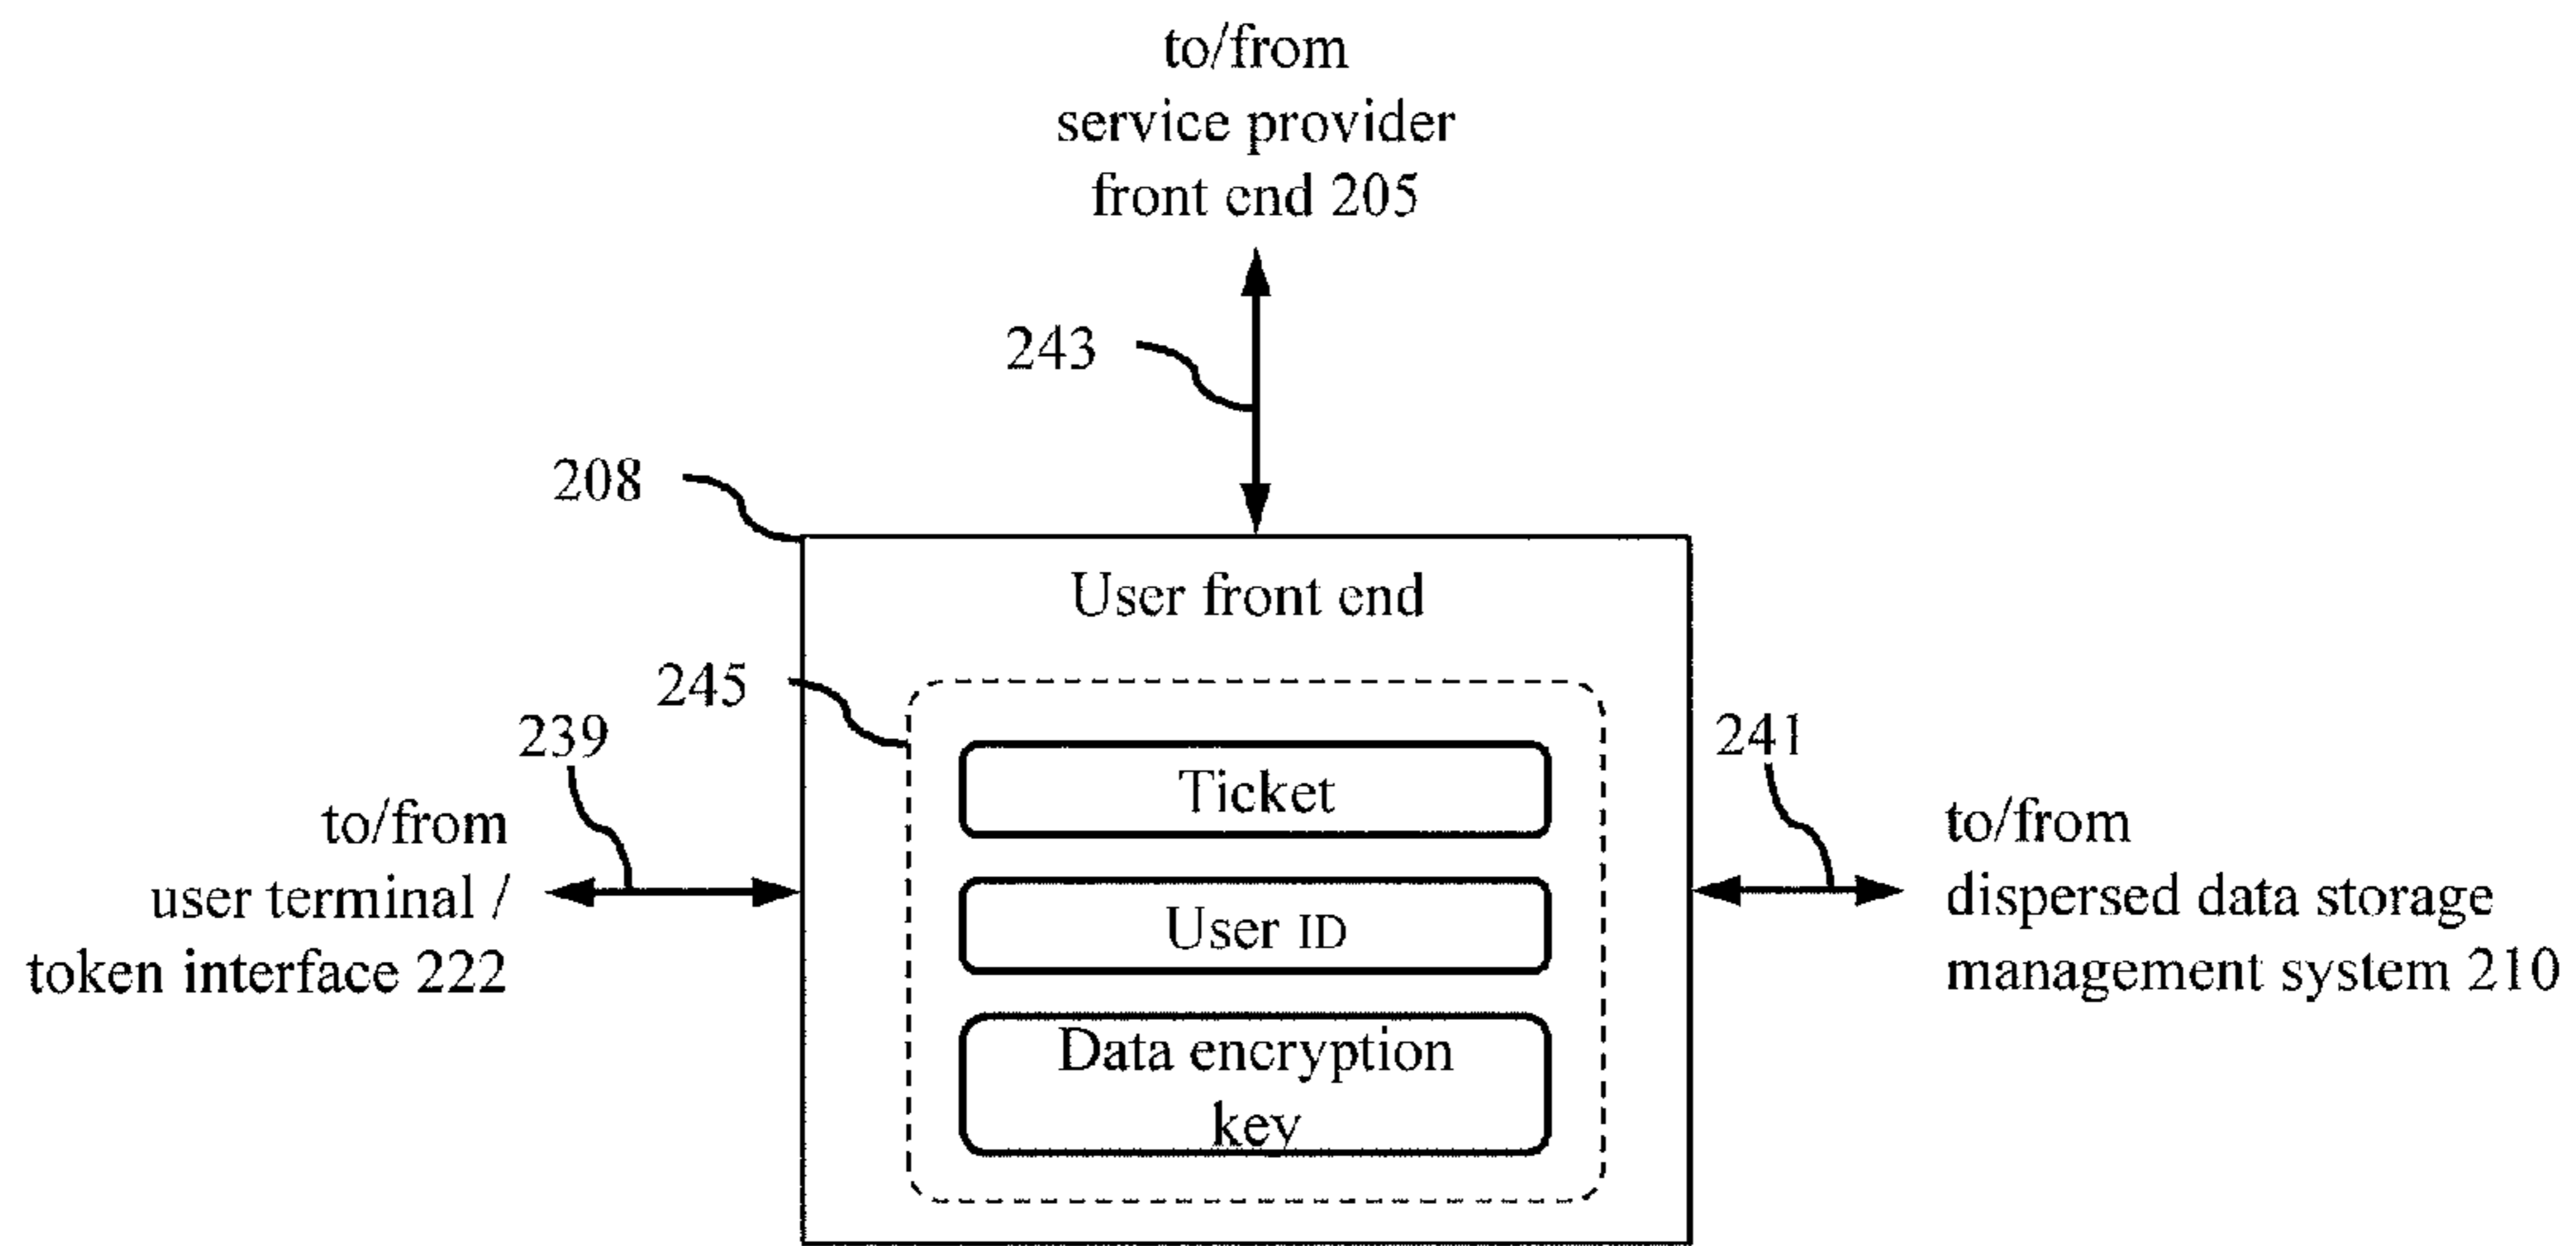 to/from
service provider
front end 205
243
208
User front end
245
239
241
Ticket
to/from
user terminal /
token interface 222
to/from
dispersed data storage
management system 210
User ID
Data encryption
key